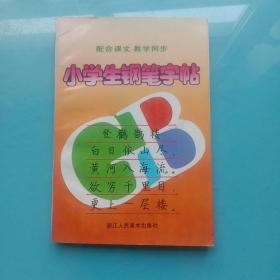 配合课文 教学同步
小学生钢笔字帖
登鹳鹊楼
白日依山尽，
黄河入海流。
欲穷千里目，
更上一层楼。
浙江人民美术出版社